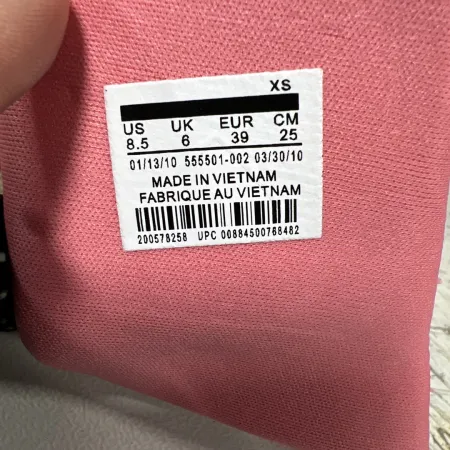 XS
US UK EUR CM
8.5 6 39 25
01/13/10 555501-002 03/30/10
MADE IN VIETNAM
FABRIQUE AU VIETNAM
200578258 UPC 00884500768482